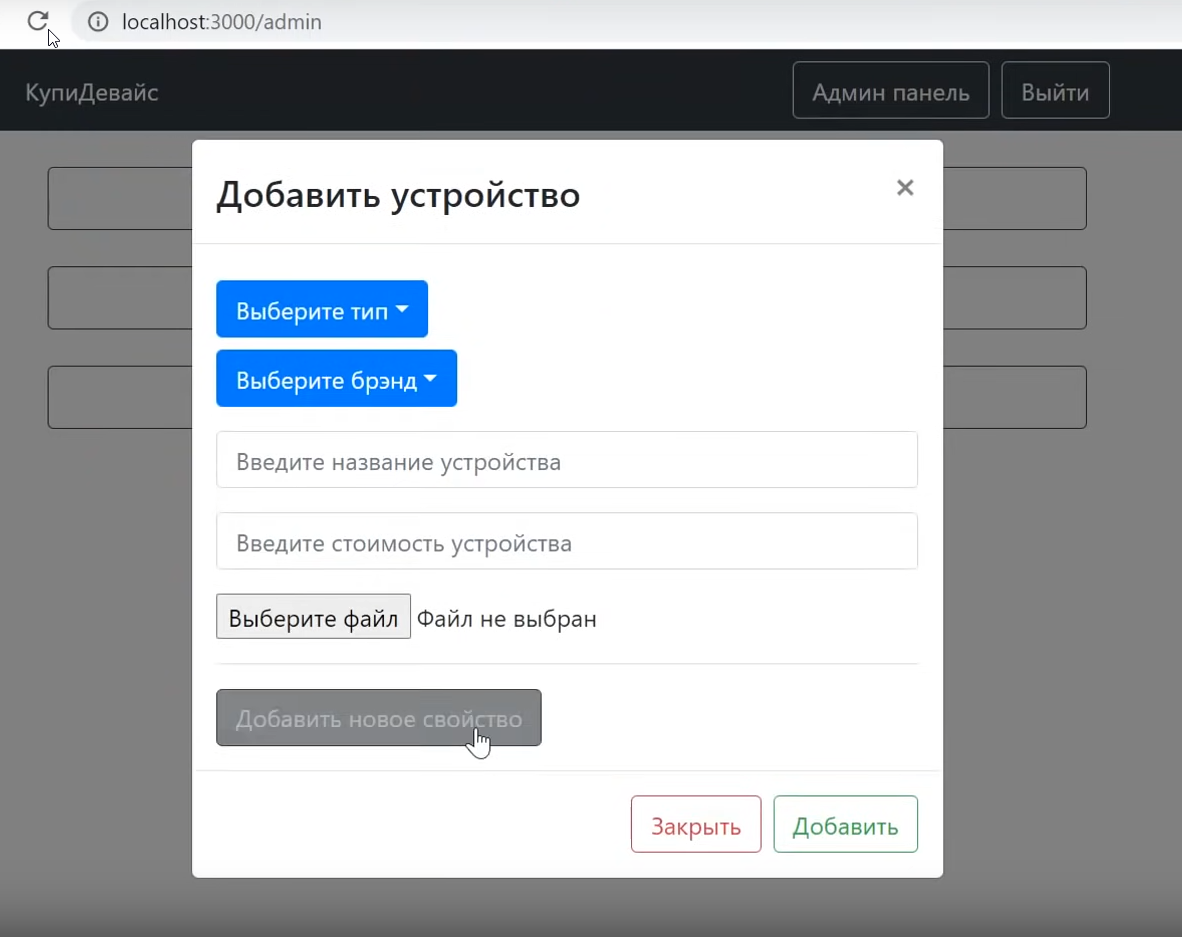 localhost:3000/admin
КупиДевайс
Админ панель
Выйти
Добавить устройство
×
Выберите тип
Выберите брэнд
Введите название устройства
Введите стоимость устройства
Выберите файл Файл не выбран
Добавить новое свойство
Закрыть
Добавить